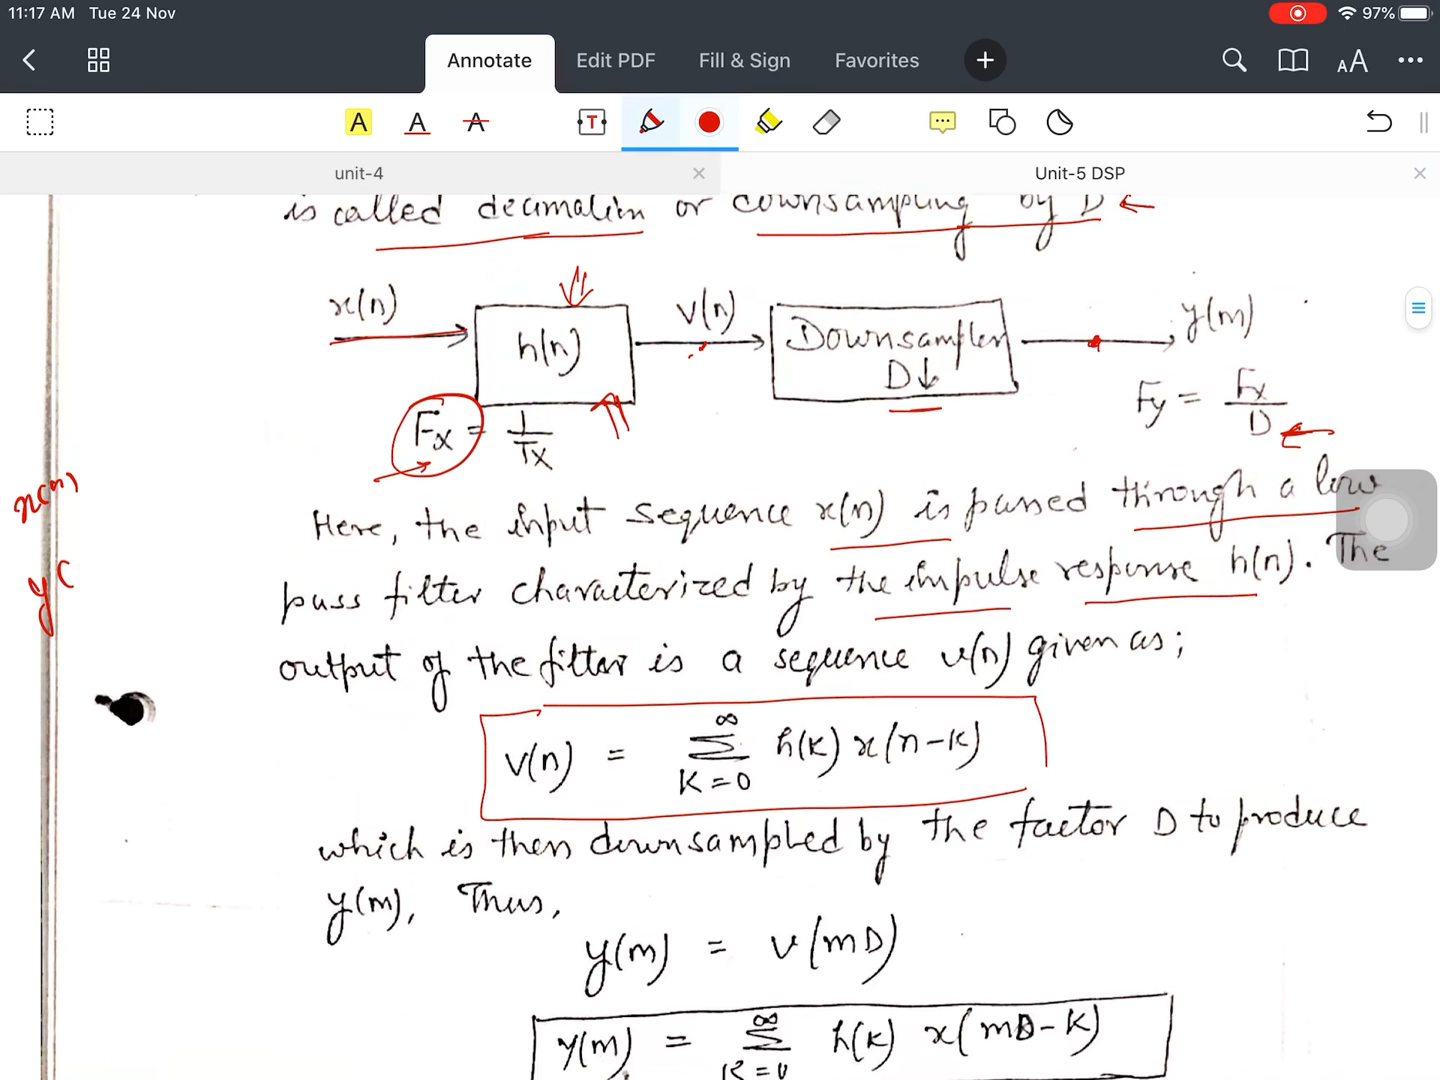 11:17 AM Tue 24 Nov
97%
Annotate Edit PDF Fill & Sign Favorites
A A A T
unit-4
Unit-5 DSP
is called decimation or downsampling by D
x(n)
h(n)
v(n)
Downsampler
D↓
y(m)
Fx = 1/Tx
Fy = Fx/D
x(n)
y(
Here, the input sequence x(n) is passed through a low
pass filter characterized by the impulse response h(n). The
output of the filter is a sequence v(n) given as;
v(n) = ∞ Σ K=0 h(k) x(n-k)
which is then downsampled by the factor D to produce
y(m), Thus,
y(m) = v(mD)
y(m) = ∞ Σ K=0 h(k) x(mD-k)